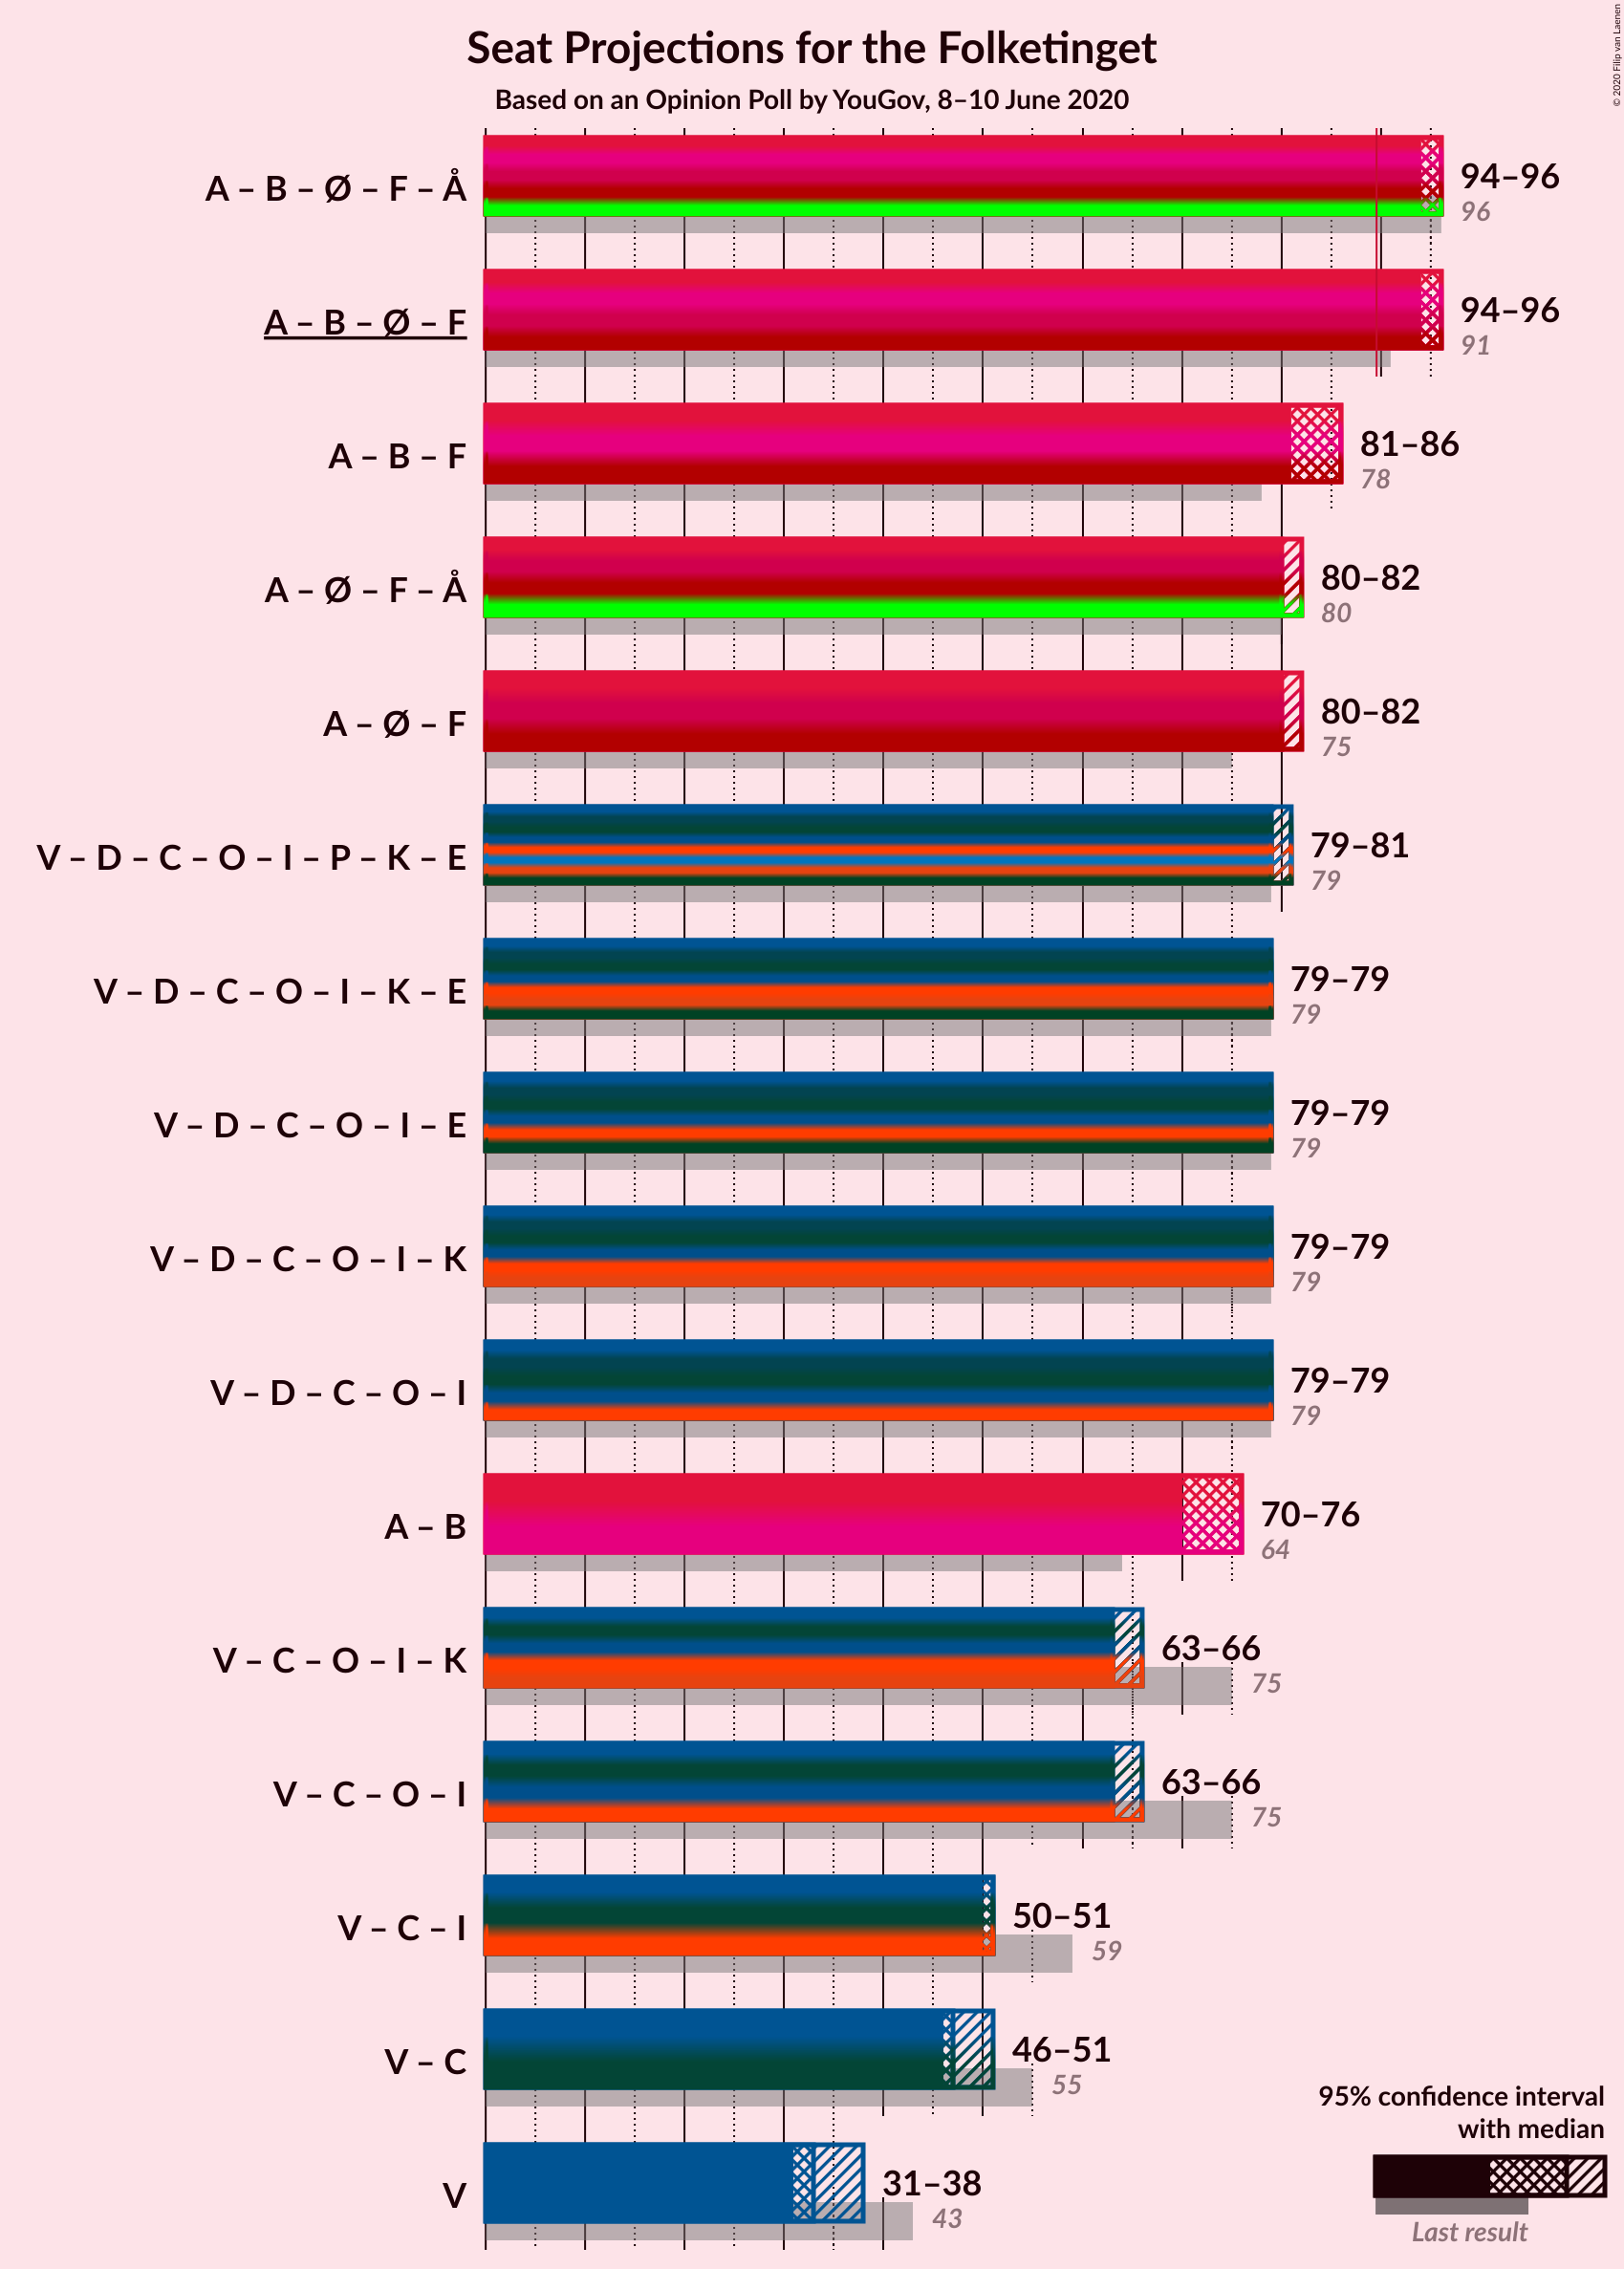 © 2020 Filip van Laenen
Seat Projections for the Folketinget
Based on an Opinion Poll by YouGov, 8–10 June 2020
A – B – Ø – F – Å
94–96
96
A – B – Ø – F
94–96
91
A – B – F
81–86
78
A – Ø – F – Å
80–82
80
A – Ø – F
80–82
75
V – D – C – O – I – P – K – E
79–81
79
V – D – C – O – I – K – E
79–79
79
V – D – C – O – I – E
79–79
79
V – D – C – O – I – K
79–79
79
V – D – C – O – I
79–79
79
A – B
70–76
64
V – C – O – I – K
63–66
75
V – C – O – I
63–66
75
V – C – I
50–51
59
V – C
46–51
55
V
31–38
43
95% confidence interval
with median
Last result